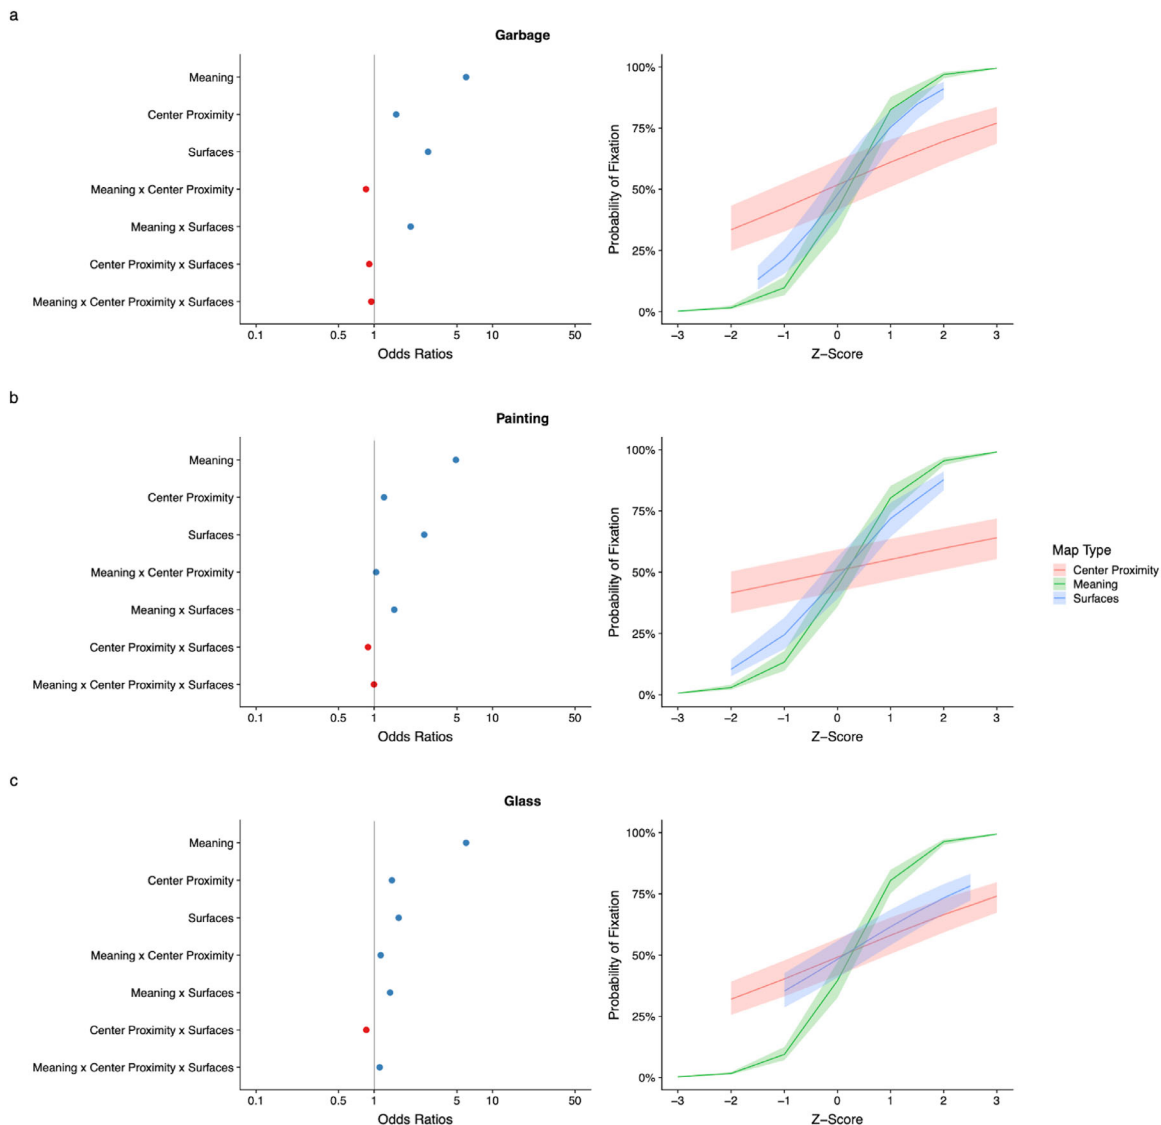 a
Garbage
Meaning
Center Proximity
Surfaces
Meaning x Center Proximity
Meaning x Surfaces
Center Proximity x Surfaces
Meaning x Center Proximity x Surfaces
0.1 0.5 1 5 10 50
Odds Ratios
Probability of Fixation
100%
75%
50%
25%
0%
−3 −2 −1 0 1 2 3
Z−Score
b
Painting
Meaning
Center Proximity
Surfaces
Meaning x Center Proximity
Meaning x Surfaces
Center Proximity x Surfaces
Meaning x Center Proximity x Surfaces
0.1 0.5 1 5 10 50
Odds Ratios
Probability of Fixation
100%
75%
50%
25%
0%
−3 −2 −1 0 1 2 3
Z−Score
Map Type
Center Proximity
Meaning
Surfaces
c
Glass
Meaning
Center Proximity
Surfaces
Meaning x Center Proximity
Meaning x Surfaces
Center Proximity x Surfaces
Meaning x Center Proximity x Surfaces
0.1 0.5 1 5 10 50
Odds Ratios
Probability of Fixation
100%
75%
50%
25%
0%
−3 −2 −1 0 1 2 3
Z−Score